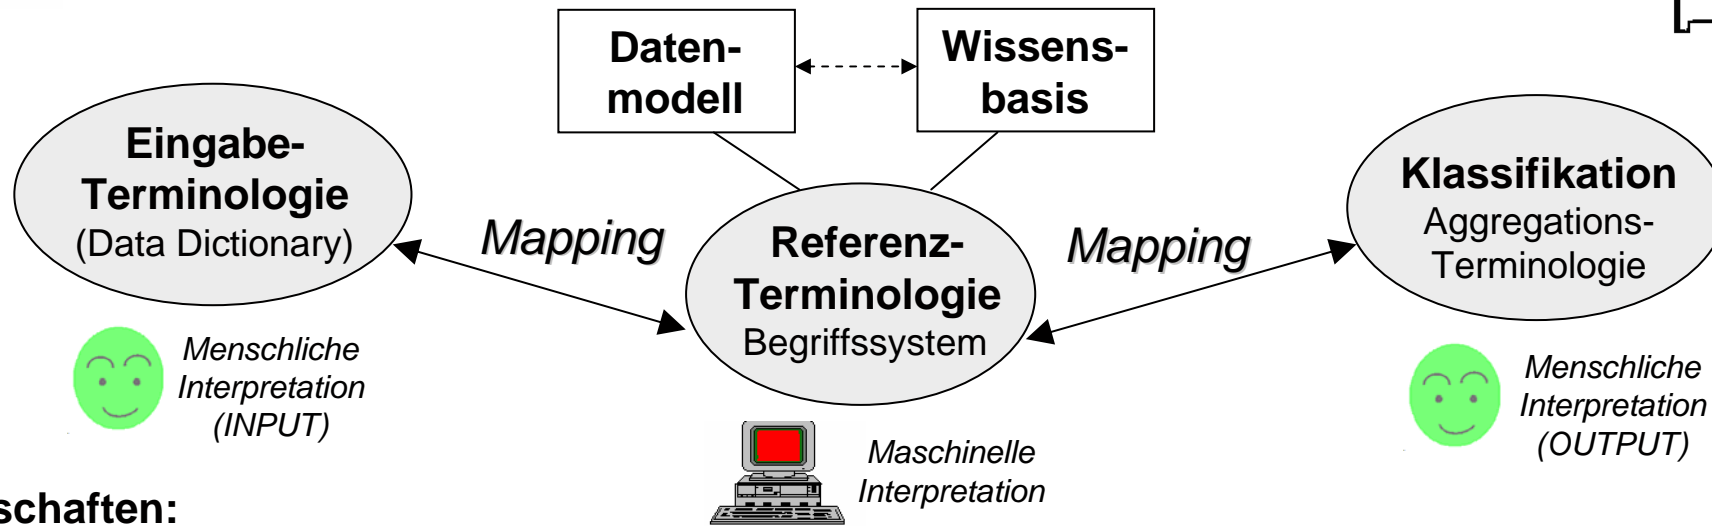 Daten-
modell
Wissens-
basis
Eingabe-
Terminologie
(Data Dictionary)
Mapping
Referenz-
Terminologie
Begriffssystem
Mapping
Klassifikation
Aggregations-
Terminologie
Menschliche
Interpretation
(INPUT)
Maschinelle
Interpretation
Menschliche
Interpretation
(OUTPUT)
schaften: